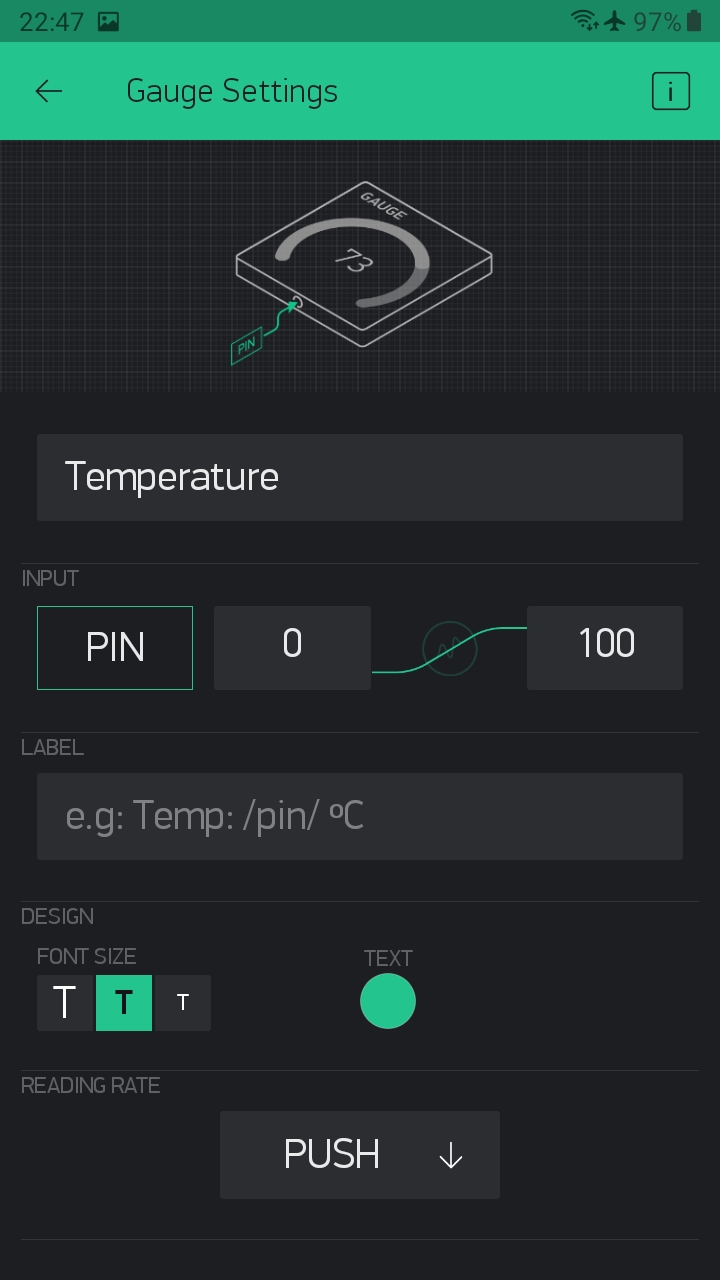 22:47 97%
Gauge Settings i
GAUGE
73
PIN
Temperature
INPUT
PIN 0 100
LABEL
e.g: Temp: /pin/ ºC
DESIGN
FONT SIZE TEXT
T T T
READING RATE
PUSH